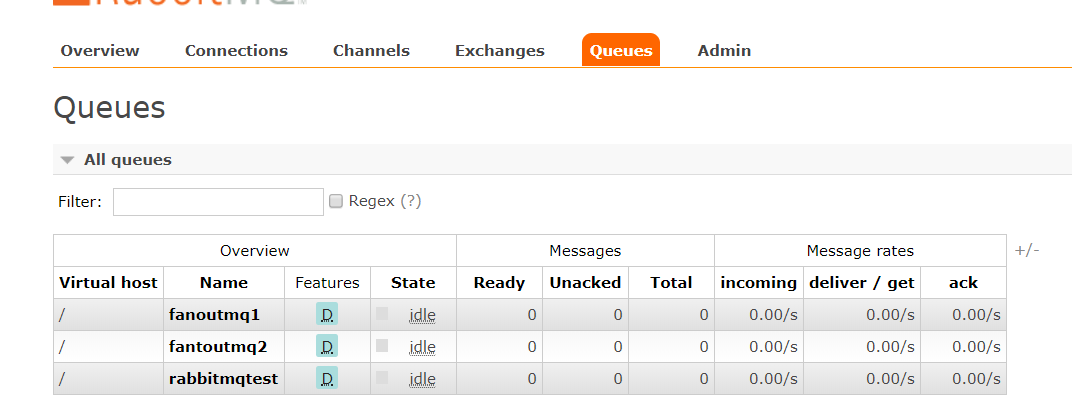 Overview Connections Channels Exchanges Queues Admin
Queues
All queues
Filter: Regex (?)
Overview Messages Message rates +/-
Virtual host Name Features State Ready Unacked Total incoming deliver / get ack
/ fanoutmq1 D idle 0 0 0 0.00/s 0.00/s 0.00/s
/ fantoutmq2 D idle 0 0 0 0.00/s 0.00/s 0.00/s
/ rabbitmqtest D idle 0 0 0 0.00/s 0.00/s 0.00/s